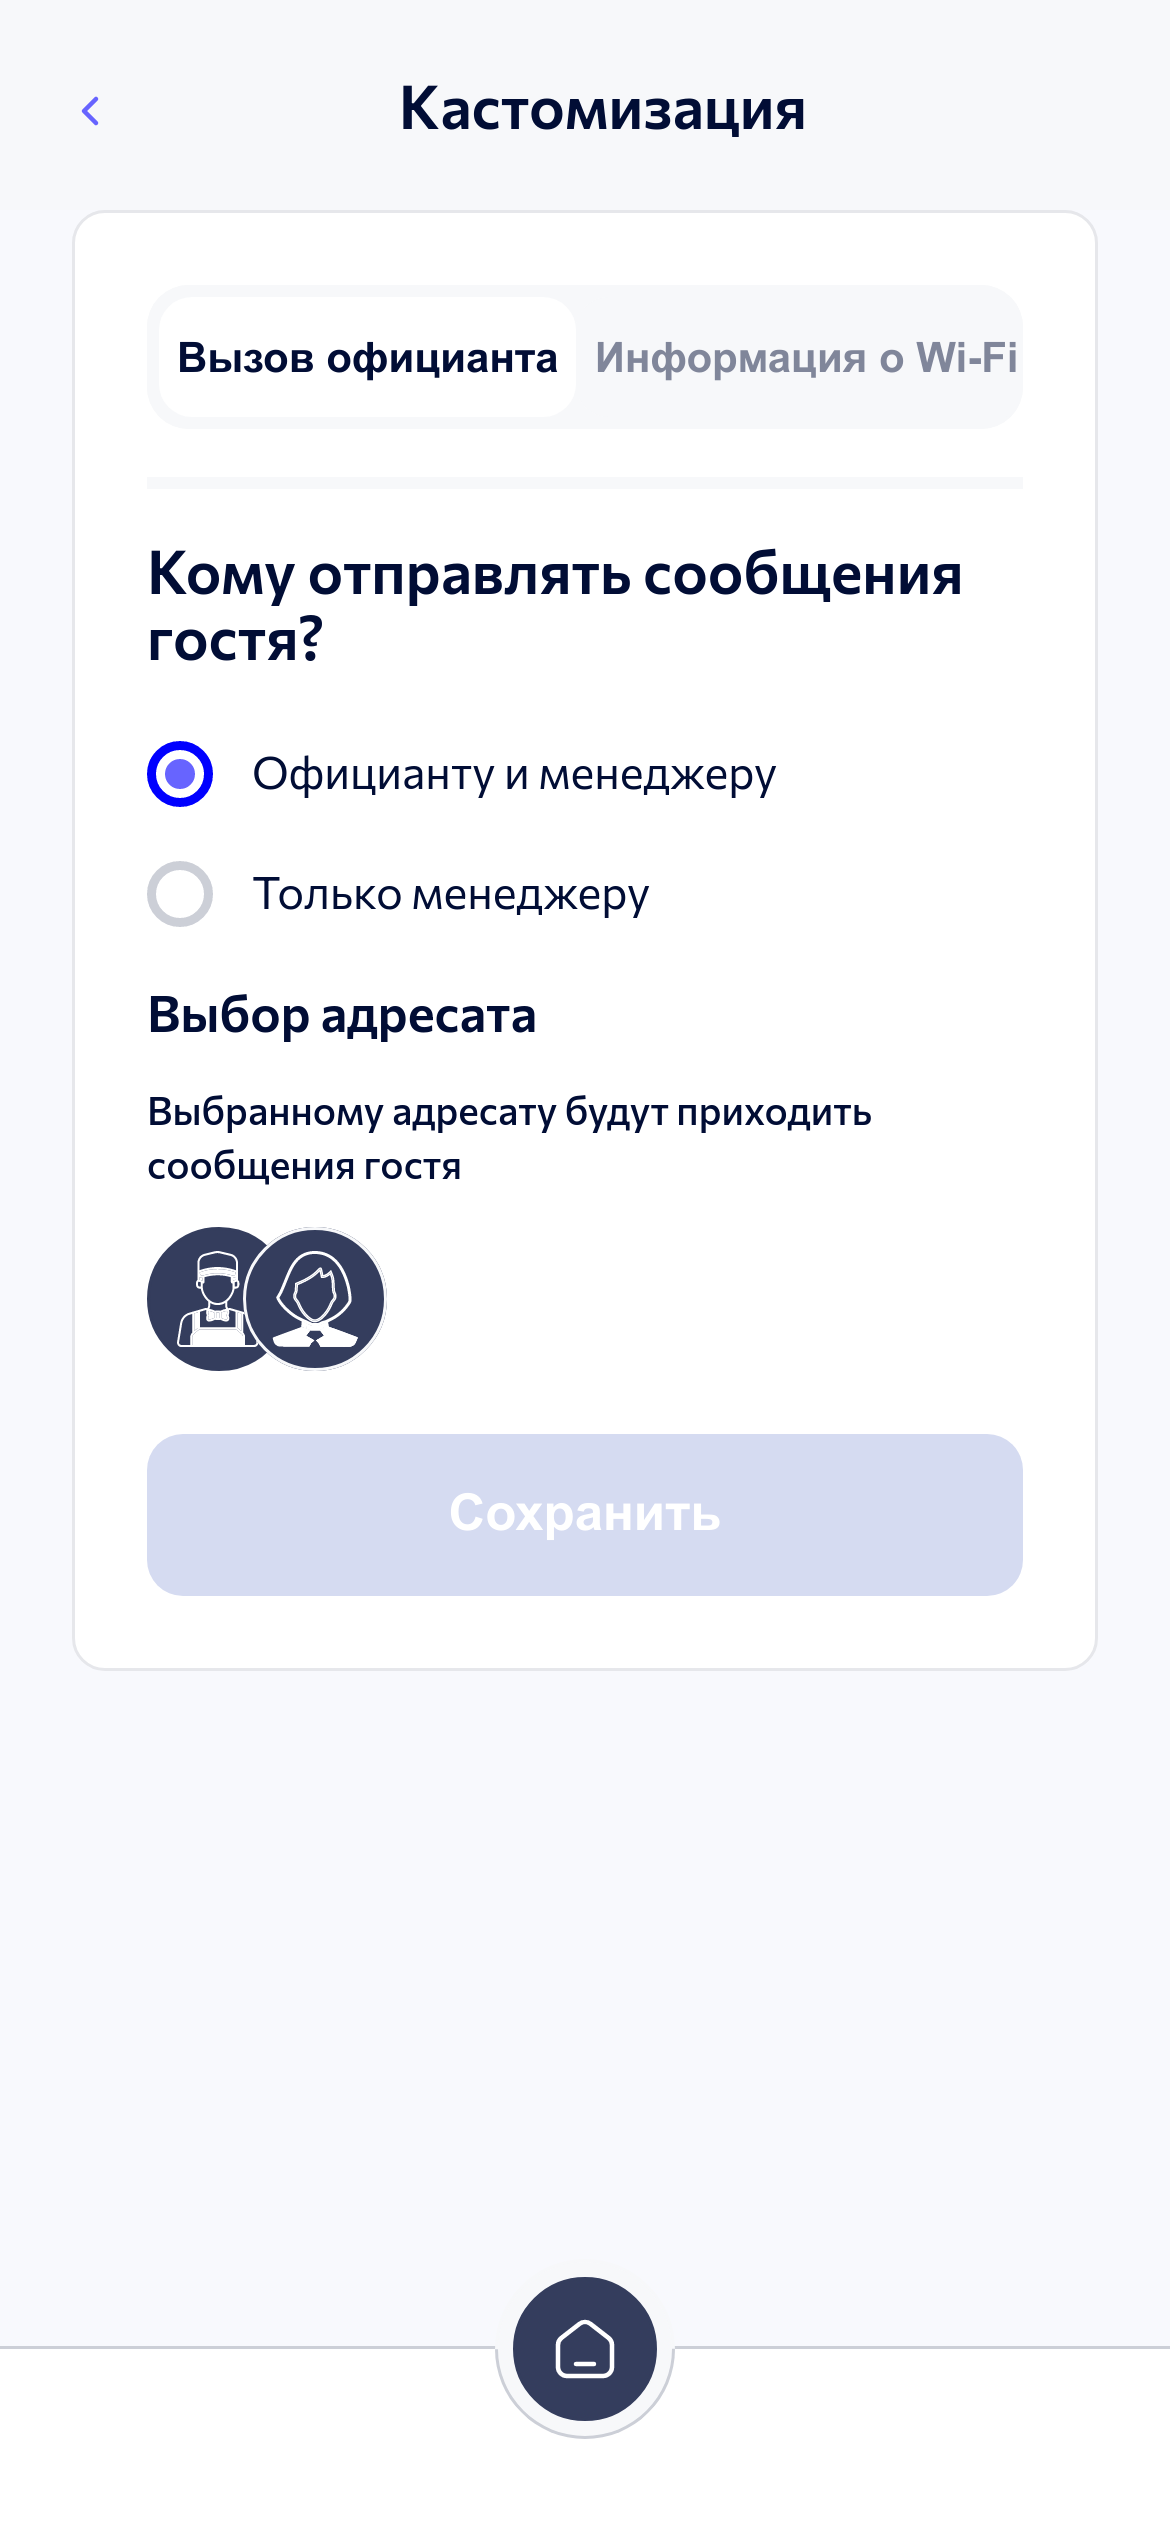 Кастомизация
Вызов официанта
Информация о Wi-Fi
Кому отправлять сообщения
гостя?
Официанту и менеджеру
Только менеджеру
Выбор адресата
Выбранному адресату будут приходить
сообщения гостя
Сохранить